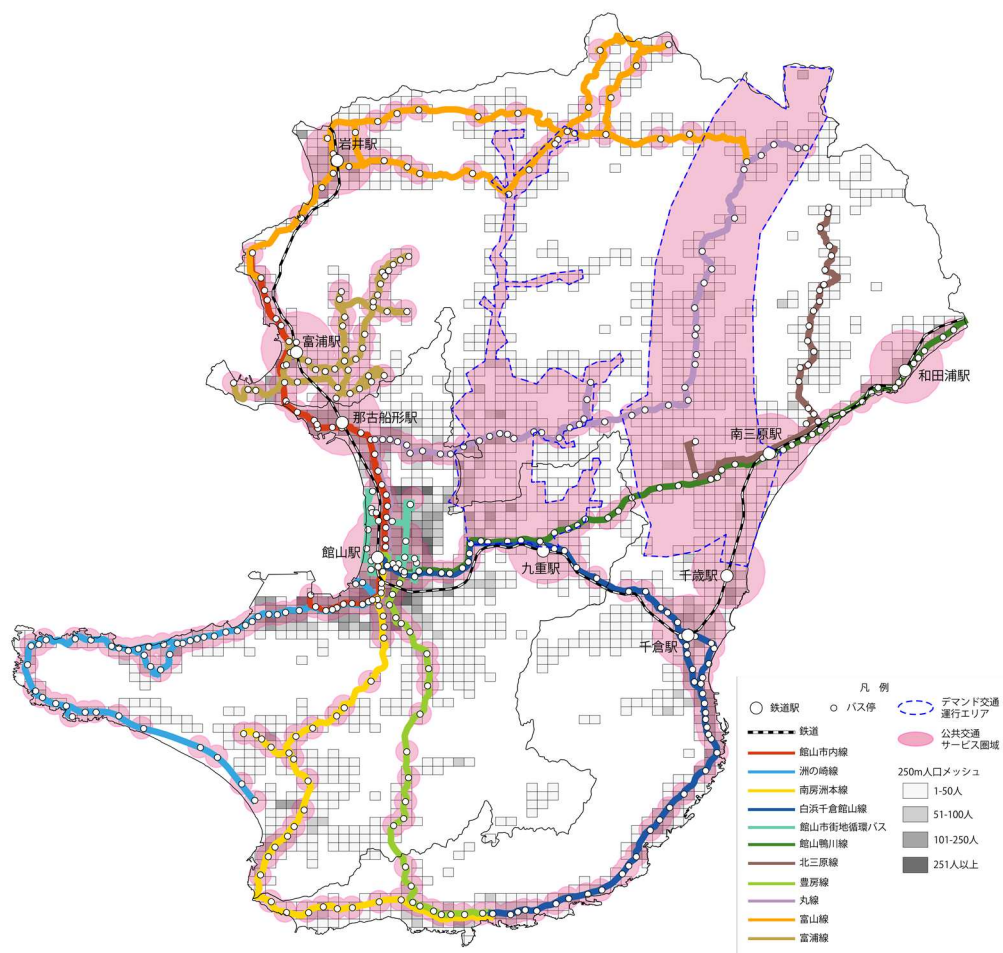 岩井駅
富浦駅
和田浦駅
那古船形駅
南三原駅
館山駅
九重駅
千歳駅
千倉駅
凡 例
鉄道駅
バス停
鉄道
館山市内線
洲の崎線
南房洲本線
白浜千倉館山線
館山市街地循環バス
館山鴨川線
北三原線
豊房線
丸線
富山線
富浦線
デマンド交通
運行エリア
公共交通
サービス圏域
250m人口メッシュ
1-50人
51-100人
101-250人
251人以上